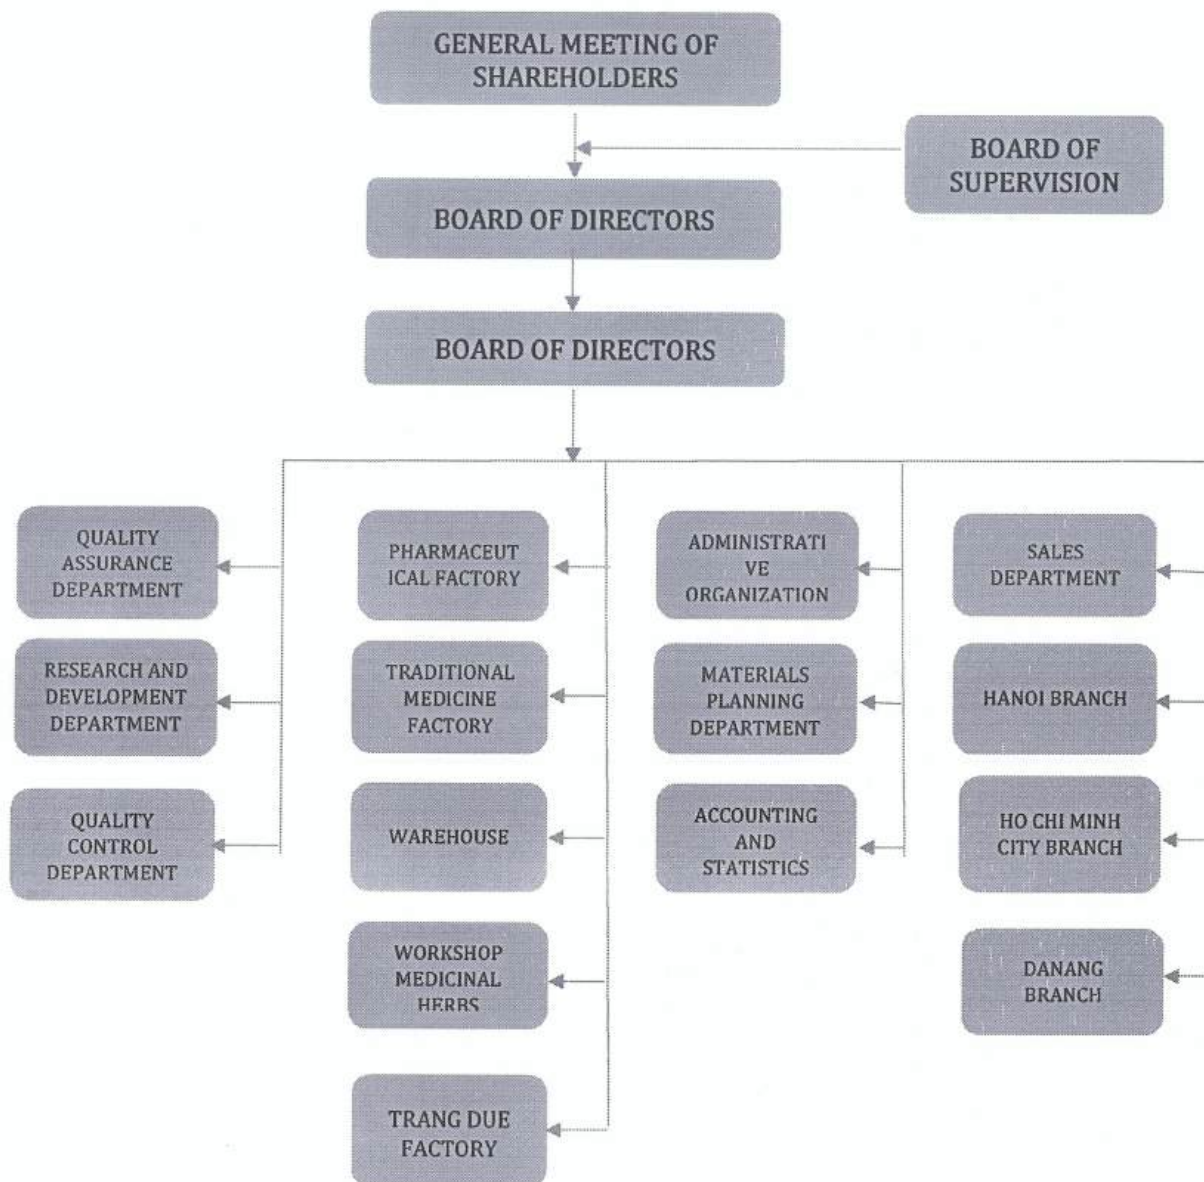 GENERAL MEETING OF
SHAREHOLDERS
BOARD OF
SUPERVISION
BOARD OF DIRECTORS
BOARD OF DIRECTORS
QUALITY
ASSURANCE
DEPARTMENT
RESEARCH AND
DEVELOPMENT
DEPARTMENT
QUALITY
CONTROL
DEPARTMENT
PHARMACEUT
ICAL FACTORY
TRADITIONAL
MEDICINE
FACTORY
WAREHOUSE
WORKSHOP
MEDICINAL
HERBS
TRANG DUE
FACTORY
ADMINISTRATI
VE
ORGANIZATION
MATERIALS
PLANNING
DEPARTMENT
ACCOUNTING
AND
STATISTICS
SALES
DEPARTMENT
HANOI BRANCH
HO CHI MINH
CITY BRANCH
DANANG
BRANCH